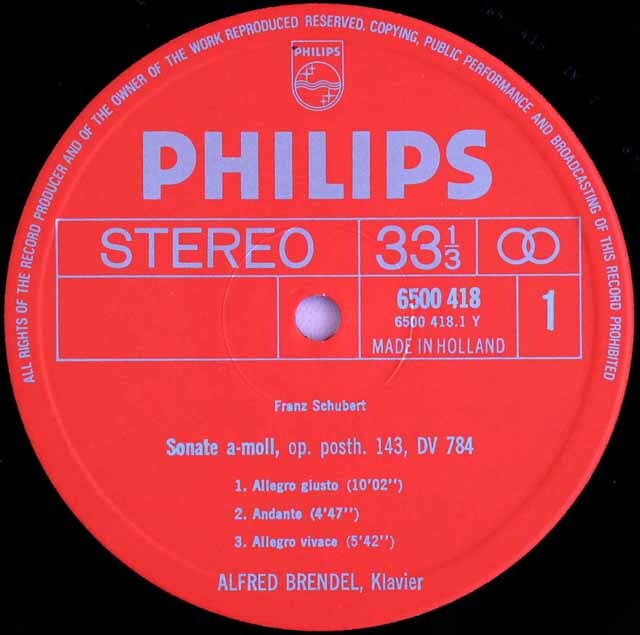 ALL RIGHTS OF THE RECORD PRODUCER AND OF THE OWNER OF THE WORK REPRODUCED RESERVED. COPYING, PUBLIC PERFORMANCE AND BROADCASTING OF THIS RECORD PROHIBITED
PHILIPS
PHILIPS
STEREO 33 1/3
6500 418 1
6500 418.1 Y
MADE IN HOLLAND
Franz Schubert
Sonate a-moll, op. posth. 143, DV 784
1. Allegro giusto (10'02'')
2. Andante (4'47'')
3. Allegro vivace (5'42'')
ALFRED BRENDEL, Klavier